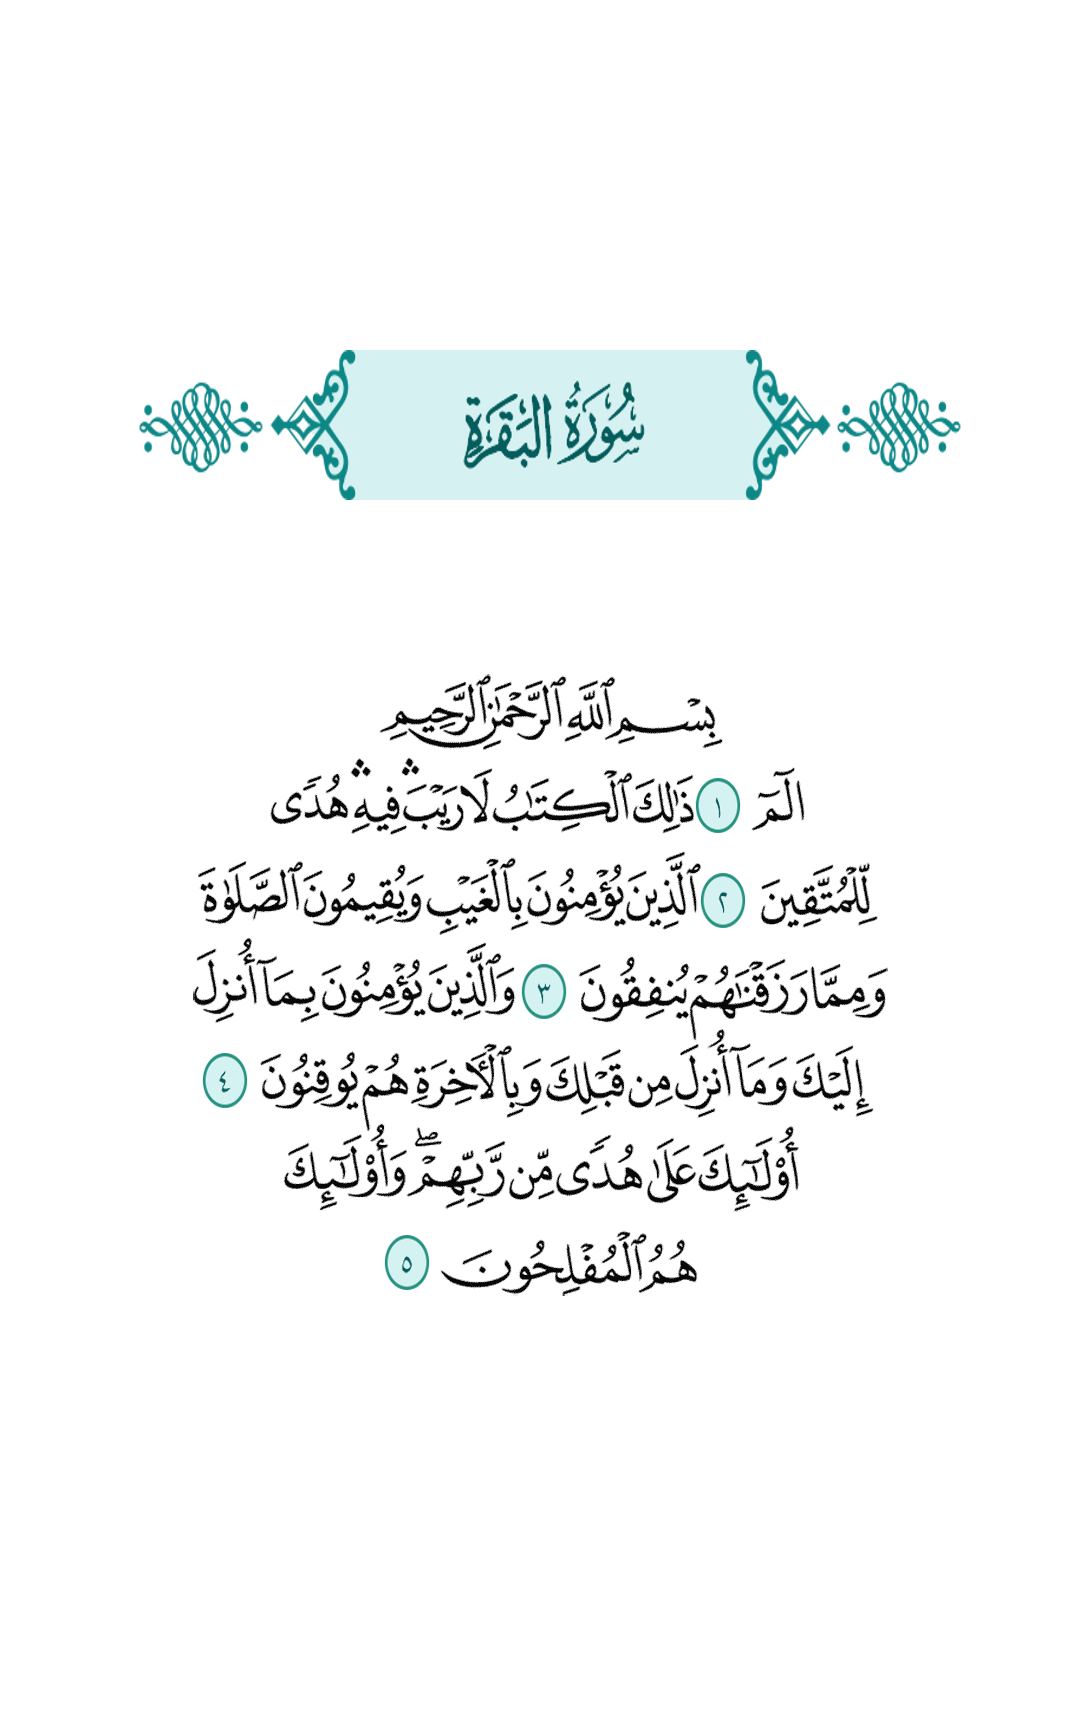 سُورَةُ البَقَرَةِ
بِسْمِ ٱللَّهِ ٱلرَّحْمَٰنِ ٱلرَّحِيمِ
الٓمٓ ١ ذَٰلِكَ ٱلْكِتَٰبُ لَا رَيْبَ ۛ فِيهِ ۛ هُدًى
لِّلْمُتَّقِينَ ٢ ٱلَّذِينَ يُؤْمِنُونَ بِٱلْغَيْبِ وَيُقِيمُونَ ٱلصَّلَوٰةَ
وَمِمَّا رَزَقْنَٰهُمْ يُنفِقُونَ ٣ وَٱلَّذِينَ يُؤْمِنُونَ بِمَآ أُنزِلَ
إِلَيْكَ وَمَآ أُنزِلَ مِن قَبْلِكَ وَبِٱلْأَخِرَةِ هُمْ يُوقِنُونَ ٤
أُو۟لَٰٓئِكَ عَلَىٰ هُدًى مِّن رَّبِّهِمْ ۖ وَأُو۟لَٰٓئِكَ
هُمُ ٱلْمُفْلِحُونَ ٥